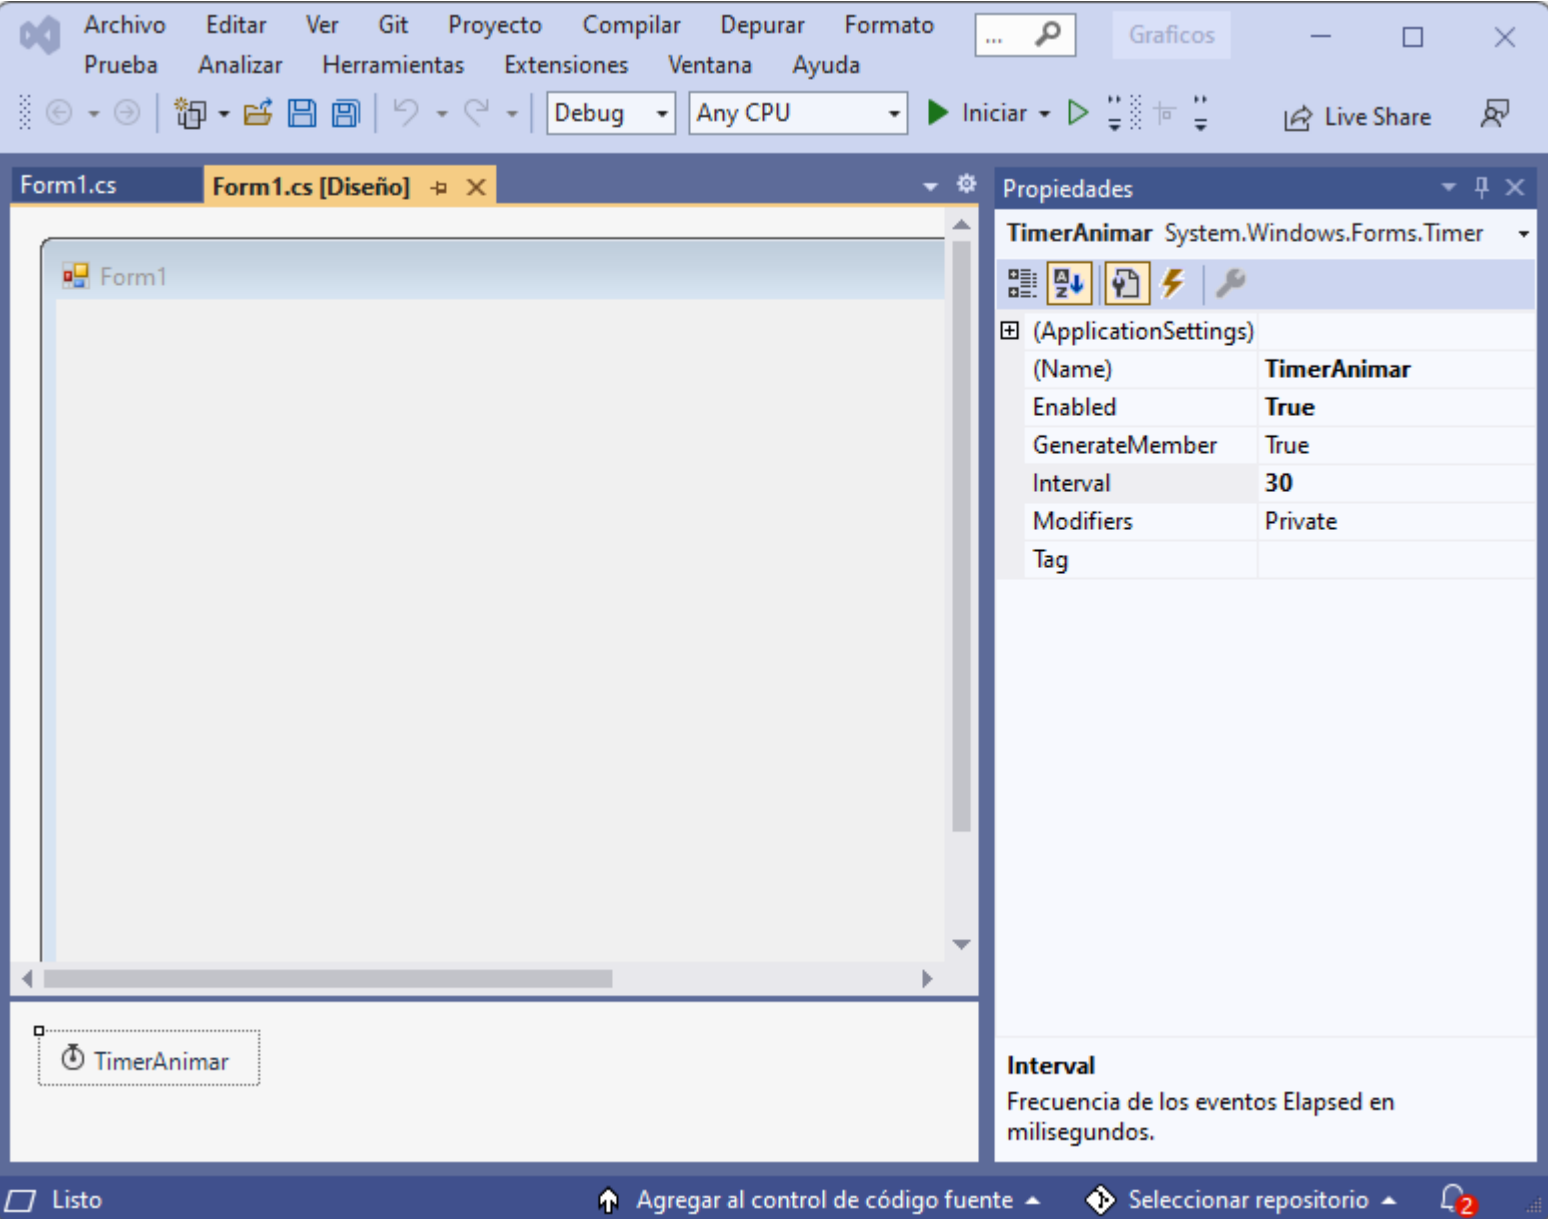 Archivo Editar Ver Git Proyecto Compilar Depurar Formato ... Graficos
Prueba Analizar Herramientas Extensiones Ventana Ayuda
Debug Any CPU Iniciar Live Share
Form1.cs Form1.cs [Diseño]
Form1
Propiedades
TimerAnimar System.Windows.Forms.Timer
(ApplicationSettings)
(Name) TimerAnimar
Enabled True
GenerateMember True
Interval 30
Modifiers Private
Tag
TimerAnimar
Interval
Frecuencia de los eventos Elapsed en
milisegundos.
Listo Agregar al control de código fuente Seleccionar repositorio 2